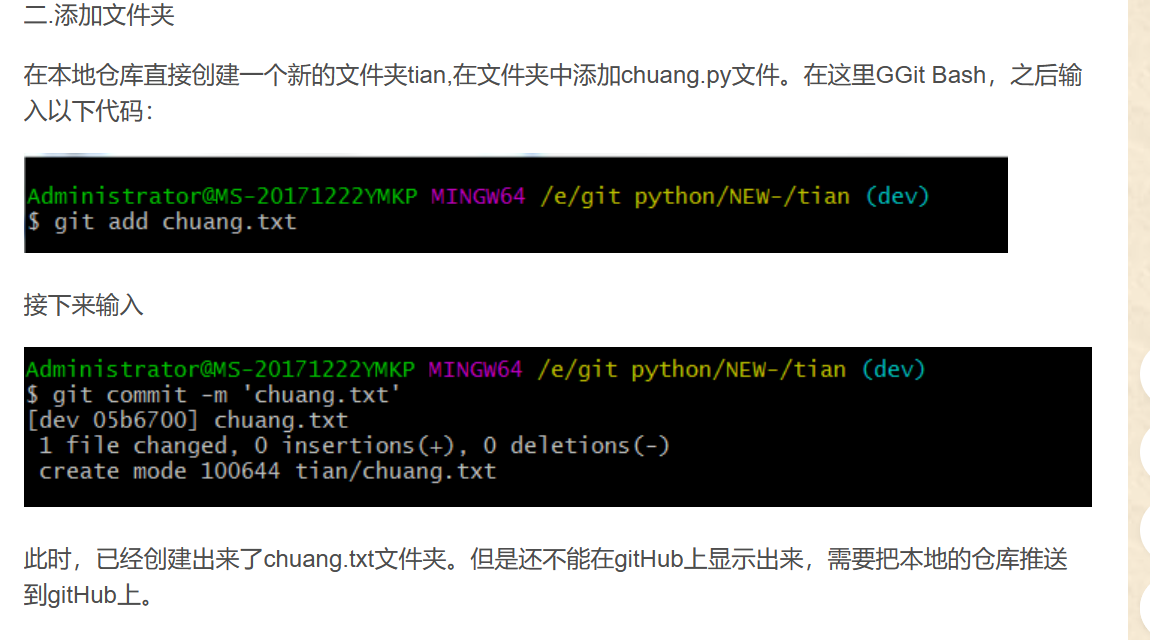 二.添加文件夹
在本地仓库直接创建一个新的文件夹tian,在文件夹中添加chuang.py文件。在这里GGit Bash，之后输
入以下代码：
Administrator@MS-20171222YMKP MINGW64 /e/git python/NEW-/tian (dev)
$ git add chuang.txt
接下来输入
Administrator@MS-20171222YMKP MINGW64 /e/git python/NEW-/tian (dev)
$ git commit -m 'chuang.txt'
[dev 05b6700] chuang.txt
 1 file changed, 0 insertions(+), 0 deletions(-)
 create mode 100644 tian/chuang.txt
此时，已经创建出来了chuang.txt文件夹。但是还不能在gitHub上显示出来，需要把本地的仓库推送
到gitHub上。